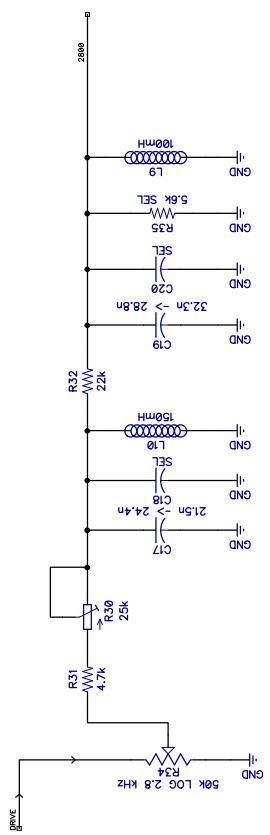 2800
100mH
L9
GND
5.6k SEL
R35
GND
SEL
C20
GND
32.3n -> 28.8n
C19
GND
R32
22k
150mH
L10
GND
SEL
C18
GND
21.5n -> 24.4n
C17
GND
R30
25k
R31
4.7k
R34
50k LOG 2.8 kHz
GND
DRIVE